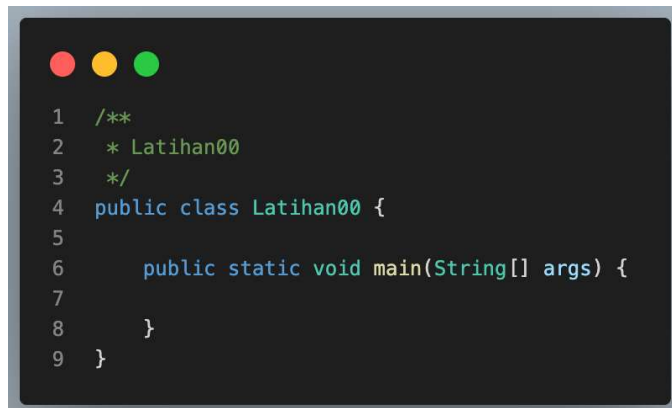 1 /**
2  * Latihan00
3  */
4 public class Latihan00 {
5
6     public static void main(String[] args) {
7
8     }
9 }